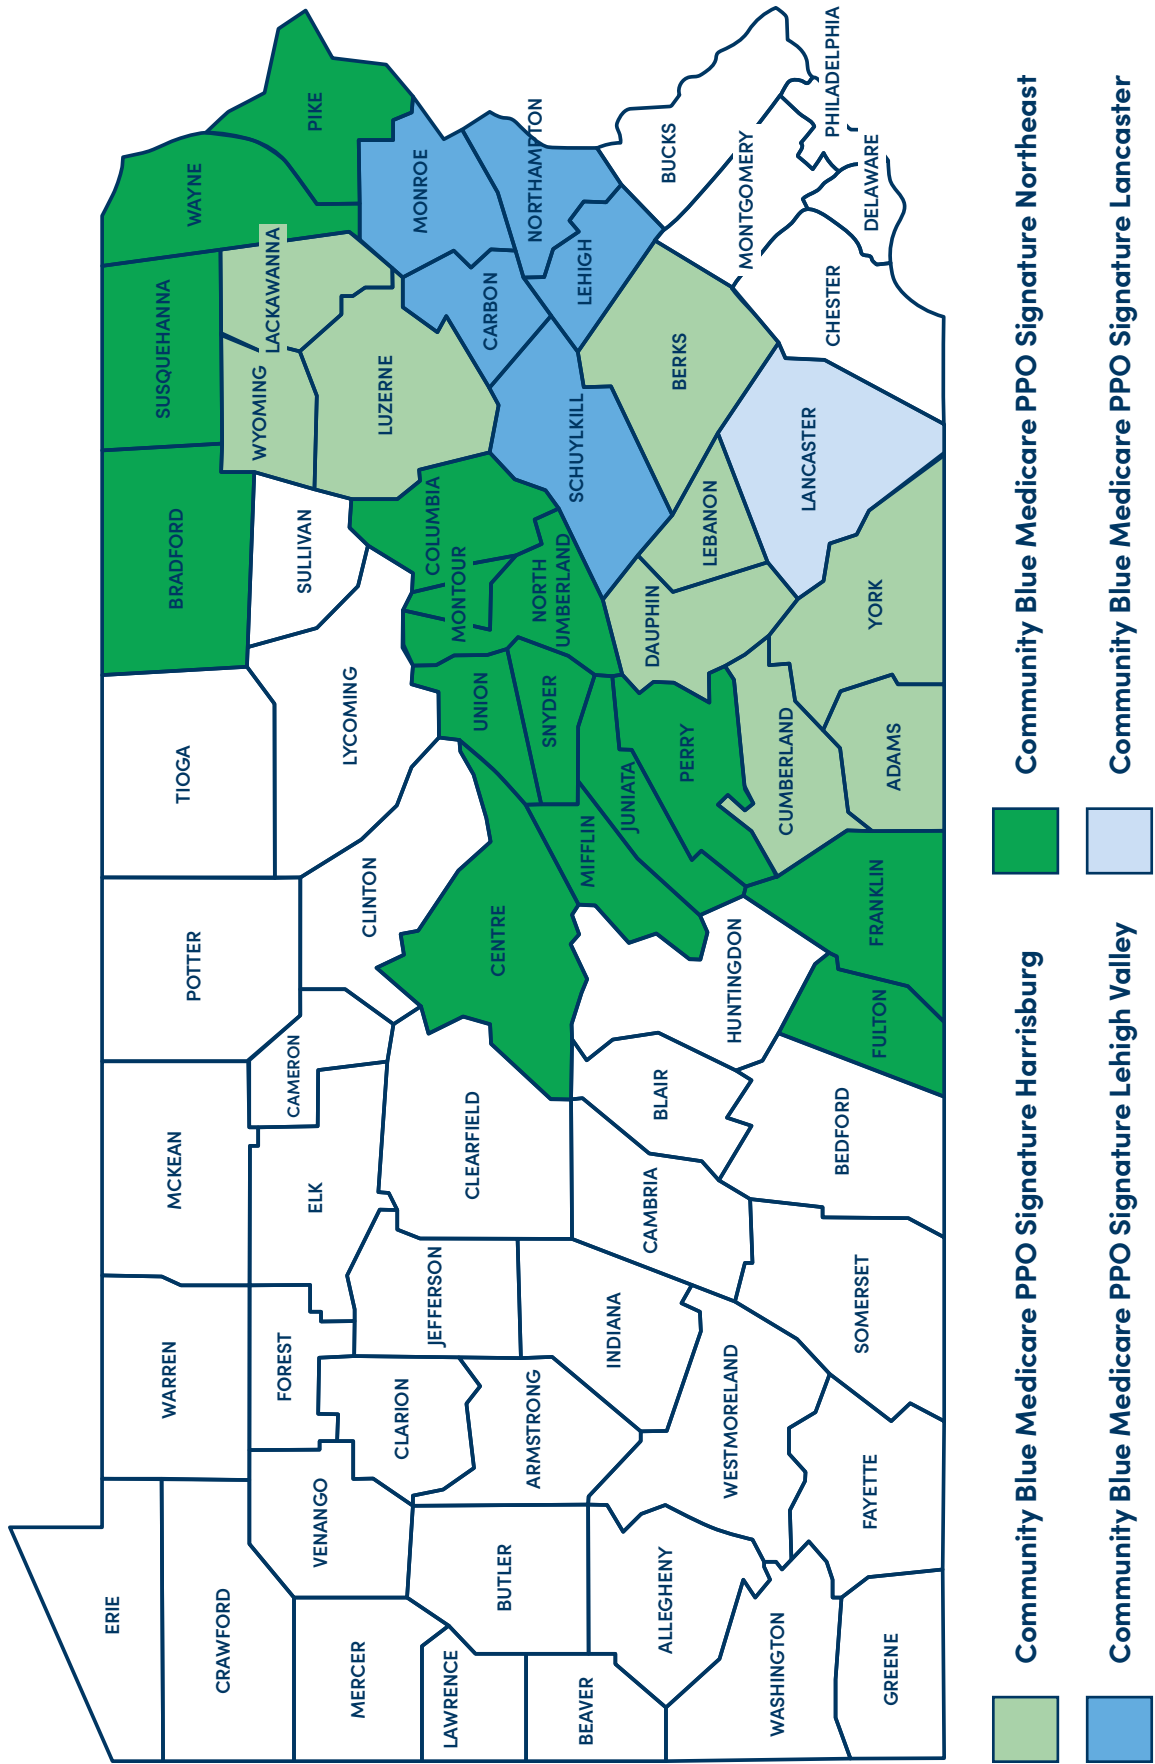 ERIE
CRAWFORD
WARREN
MCKEAN
POTTER
TIOGA
BRADFORD
SUSQUEHANNA
WAYNE
PIKE
WYOMING
LACKAWANNA
SULLIVAN
CAMERON
FOREST
ELK
VENANGO
MERCER
LYCOMING
CLINTON
LUZERNE
MONROE
CLARION
JEFFERSON
CLEARFIELD
CENTRE
COLUMBIA
MONTOUR
UNION
NORTH
UMBERLAND
SNYDER
CARBON
NORTHAMPTON
LEHIGH
SCHUYLKILL
LAWRENCE
BUTLER
ARMSTRONG
BEAVER
INDIANA
MIFFLIN
JUNIATA
ALLEGHENY
CAMBRIA
BLAIR
DAUPHIN
PERRY
LEBANON
BERKS
BUCKS
WESTMORELAND
HUNTINGDON
MONTGOMERY
WASHINGTON
CUMBERLAND
LANCASTER
CHESTER
PHILADELPHIA
DELAWARE
GREENE
FAYETTE
SOMERSET
BEDFORD
FULTON
FRANKLIN
ADAMS
YORK
Community Blue Medicare PPO Signature Harrisburg
Community Blue Medicare PPO Signature Northeast
Community Blue Medicare PPO Signature Lehigh Valley
Community Blue Medicare PPO Signature Lancaster